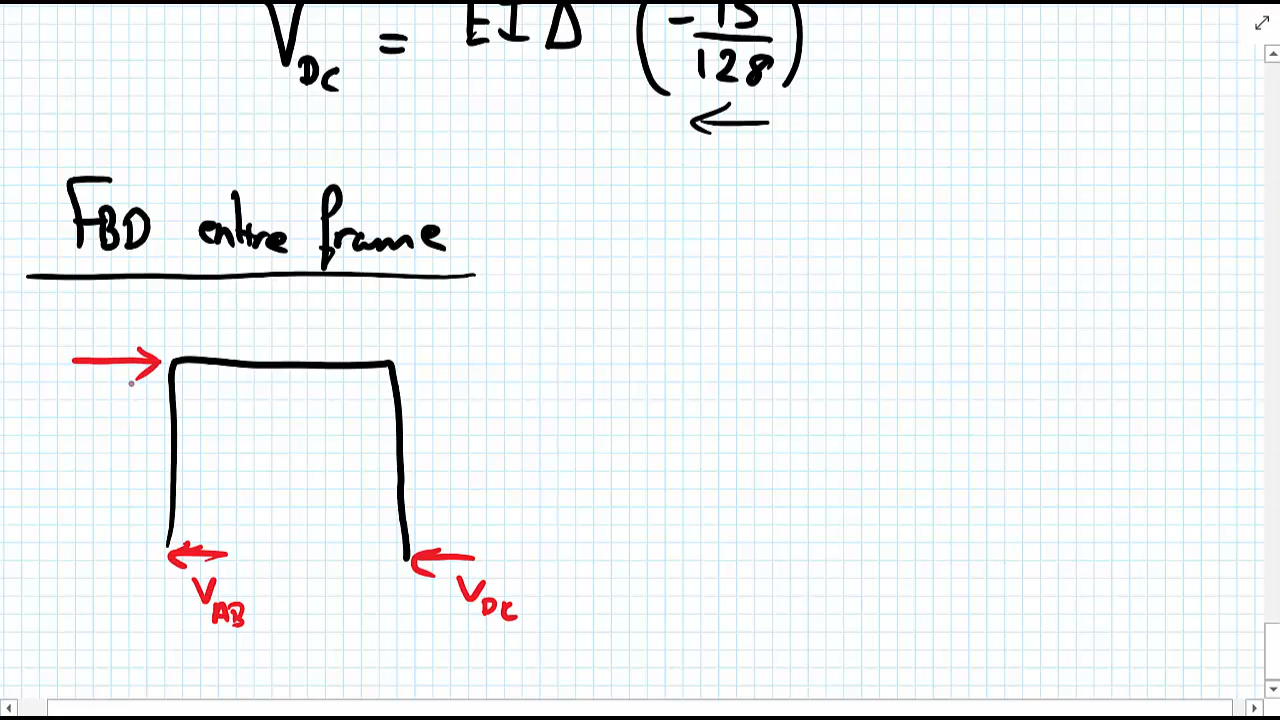 V_DC = EIΔ (-15/128)
←
FBD entire frame
V_AB
V_DC